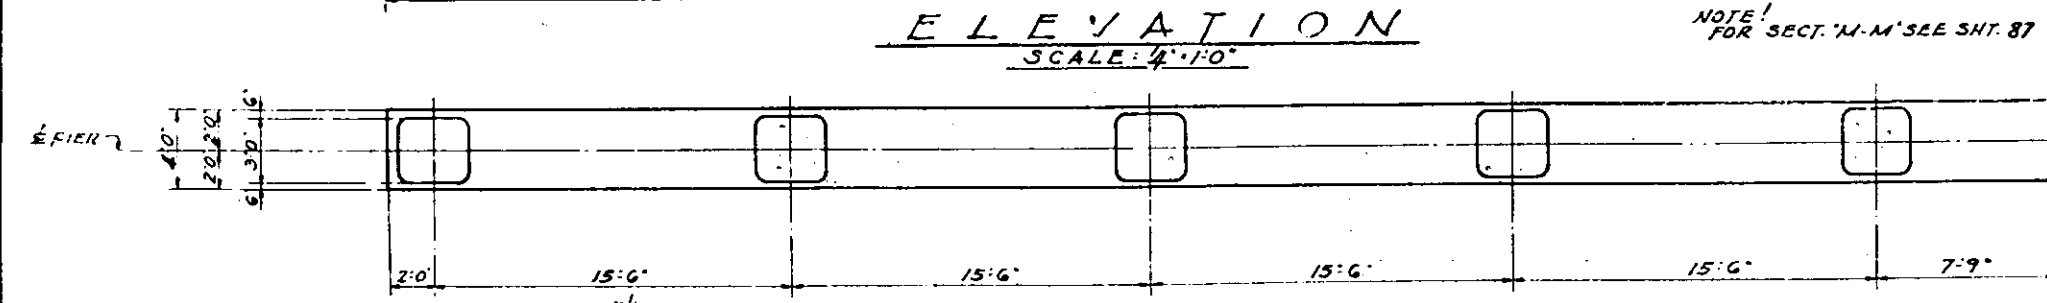 ELEVATION
SCALE: 1/4"=1'-0"
NOTE!
FOR SECT. "M-M" SEE SHT. 87
℄ PIER
4'-0"
2'-0" 2'-0"
6" 3'-0" 6"
2'-0" 15'-6" 15'-6" 15'-6" 15'-6" 7'-9"